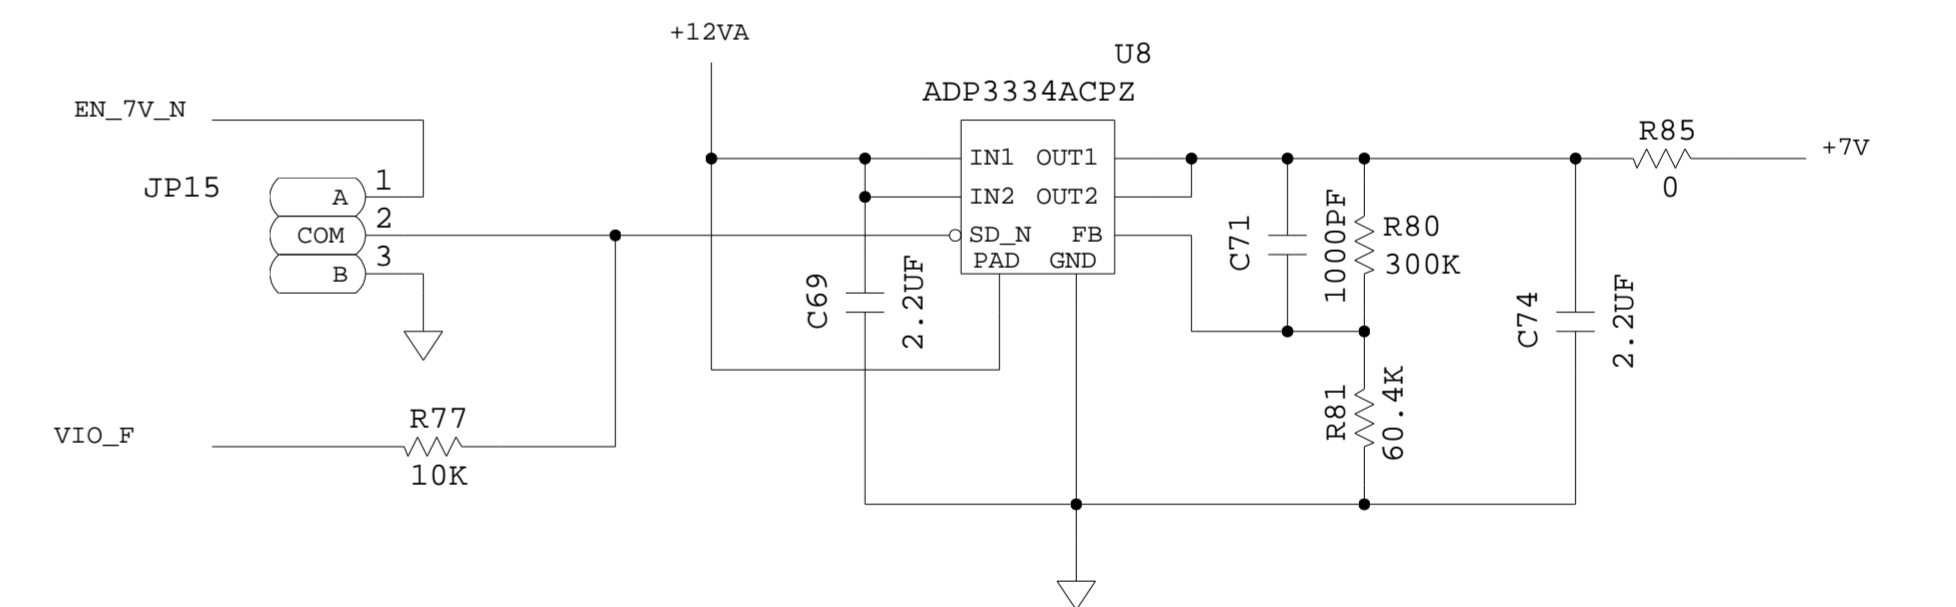 +12VA
U8
ADP3334ACPZ
EN_7V_N
JP15
A 1
COM 2
B 3
IN1 OUT1
IN2 OUT2
SD_N FB
PAD GND
C69
2.2UF
C71
1000PF
R80
300K
R81
60.4K
C74
2.2UF
R85
0
+7V
VIO_F
R77
10K